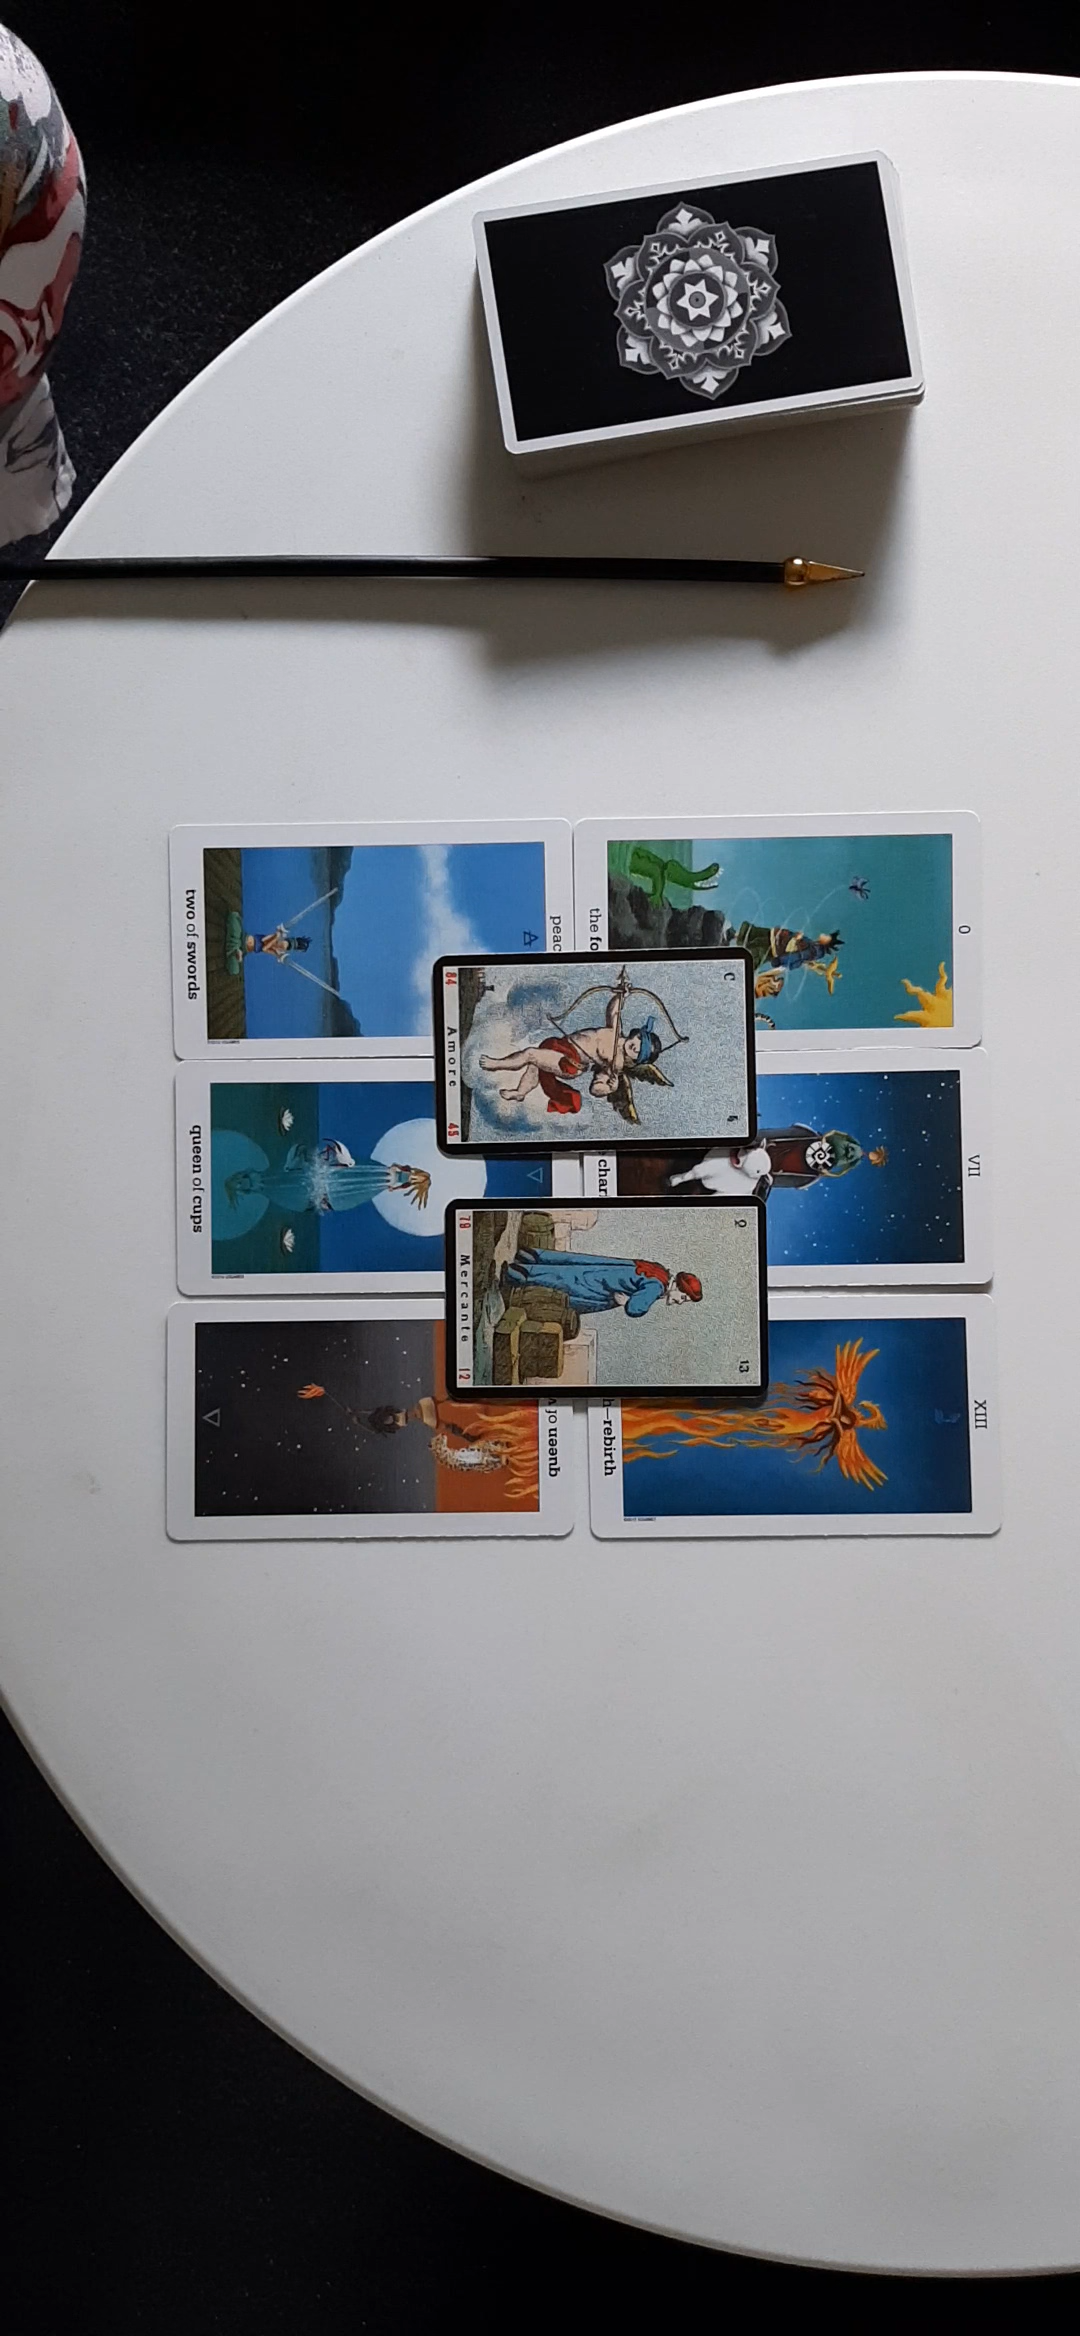 0
the fo
VII
char
XIII
h—rebirth
peac
two of swords
queen of cups
queen of w
C
84
Amore
45
Q
13
78
Mercante
12